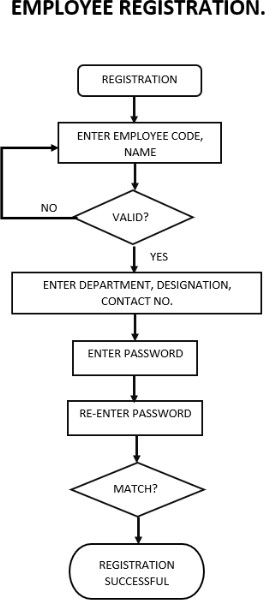 EMPLOYEE REGISTRATION.
REGISTRATION
ENTER EMPLOYEE CODE,
NAME
NO
VALID?
YES
ENTER DEPARTMENT, DESIGNATION,
CONTACT NO.
ENTER PASSWORD
RE-ENTER PASSWORD
MATCH?
REGISTRATION
SUCCESSFUL